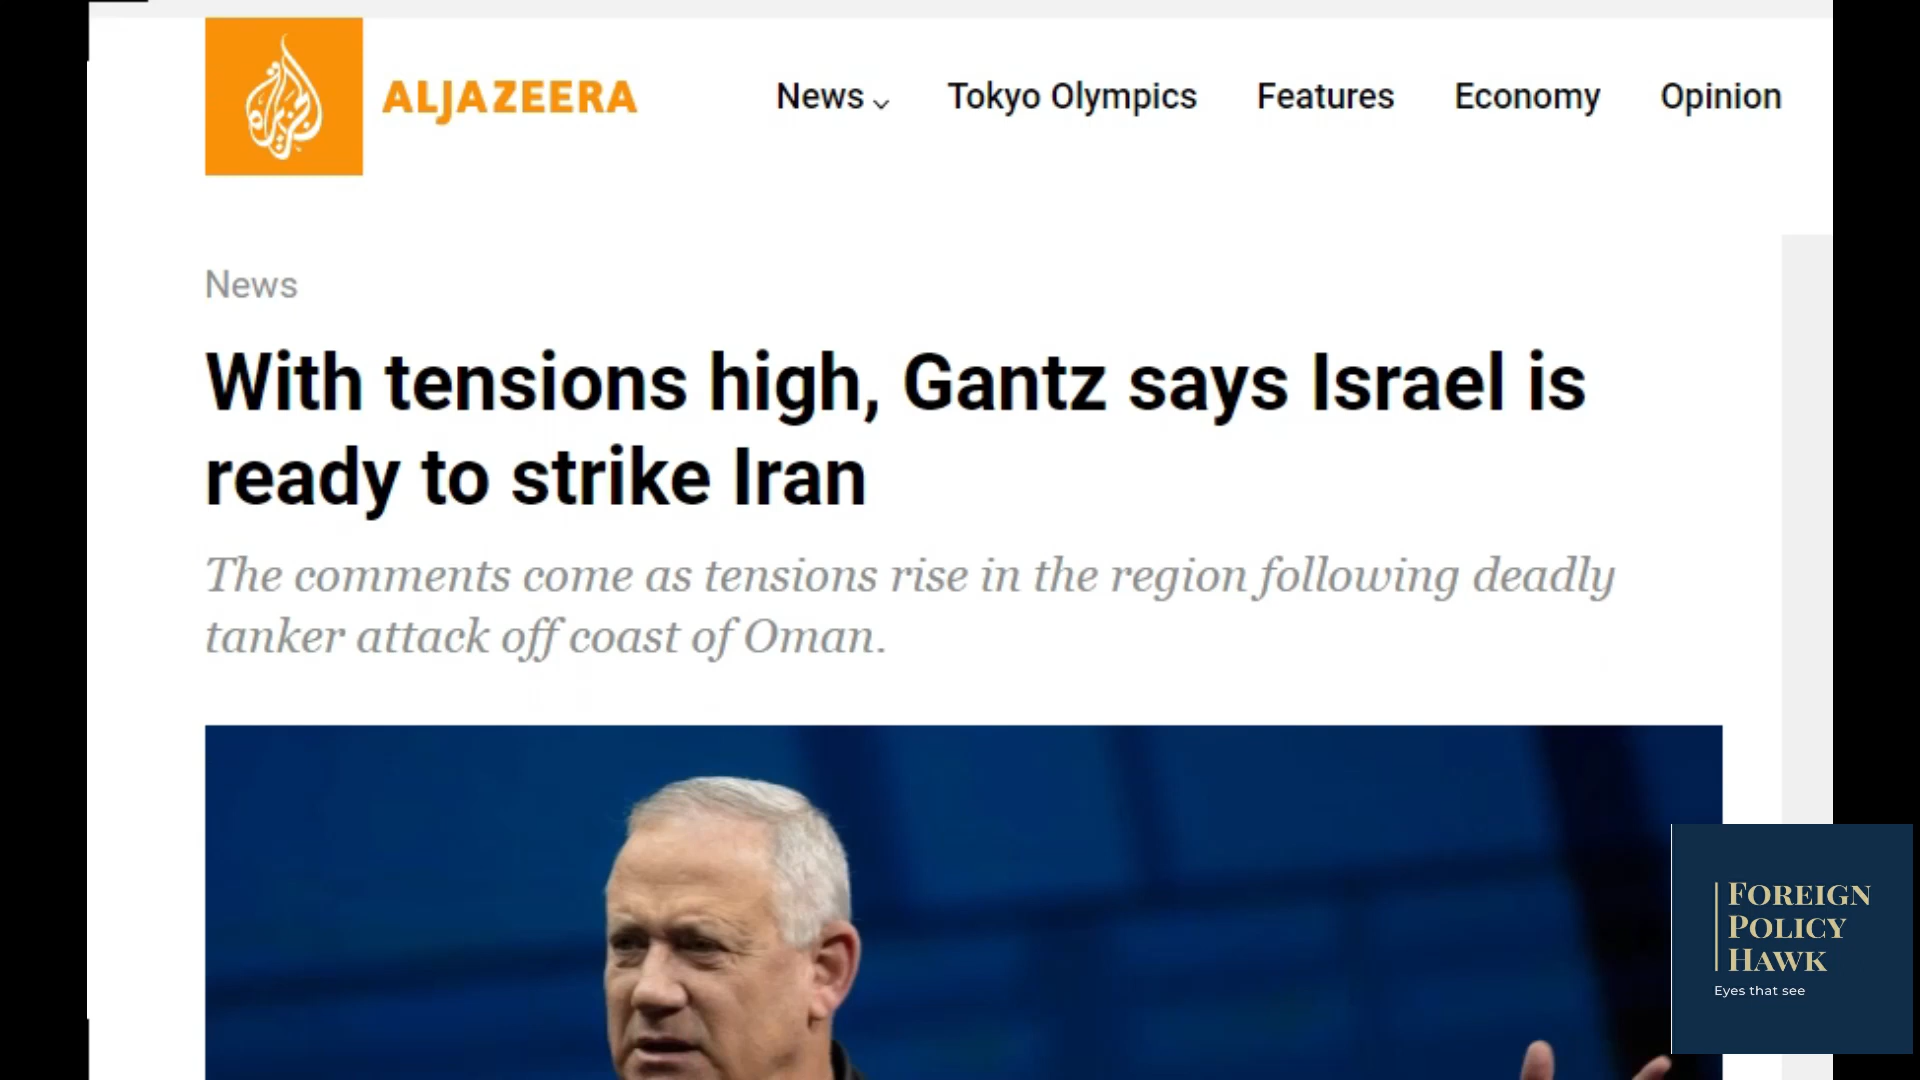 ALJAZEERA
News
Tokyo Olympics
Features
Economy
Opinion
News
With tensions high, Gantz says Israel is
ready to strike Iran
The comments come as tensions rise in the region following deadly
tanker attack off coast of Oman.
FOREIGN
POLICY
HAWK
Eyes that see